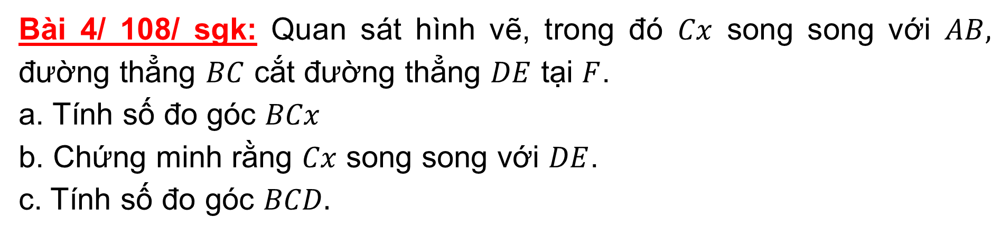 Bài 4/ 108/ sgk: Quan sát hình vẽ, trong đó Cx song song với AB,
đường thẳng BC cắt đường thẳng DE tại F.
a. Tính số đo góc BCx
b. Chứng minh rằng Cx song song với DE.
c. Tính số đo góc BCD.